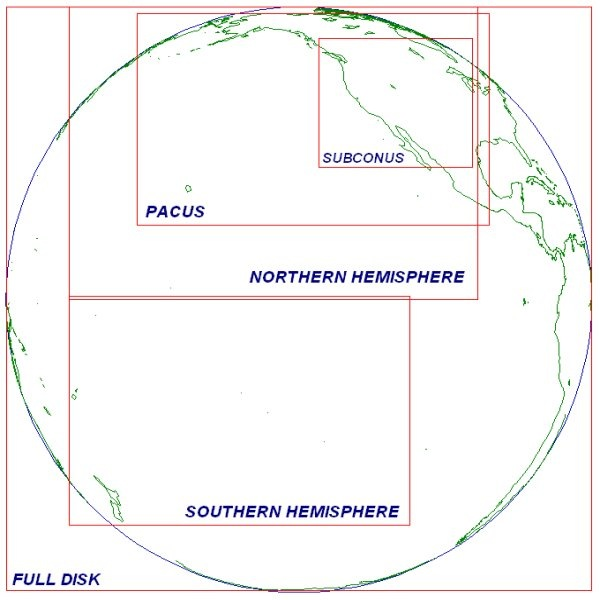 SUBCONUS
PACUS
NORTHERN HEMISPHERE
SOUTHERN HEMISPHERE
FULL DISK